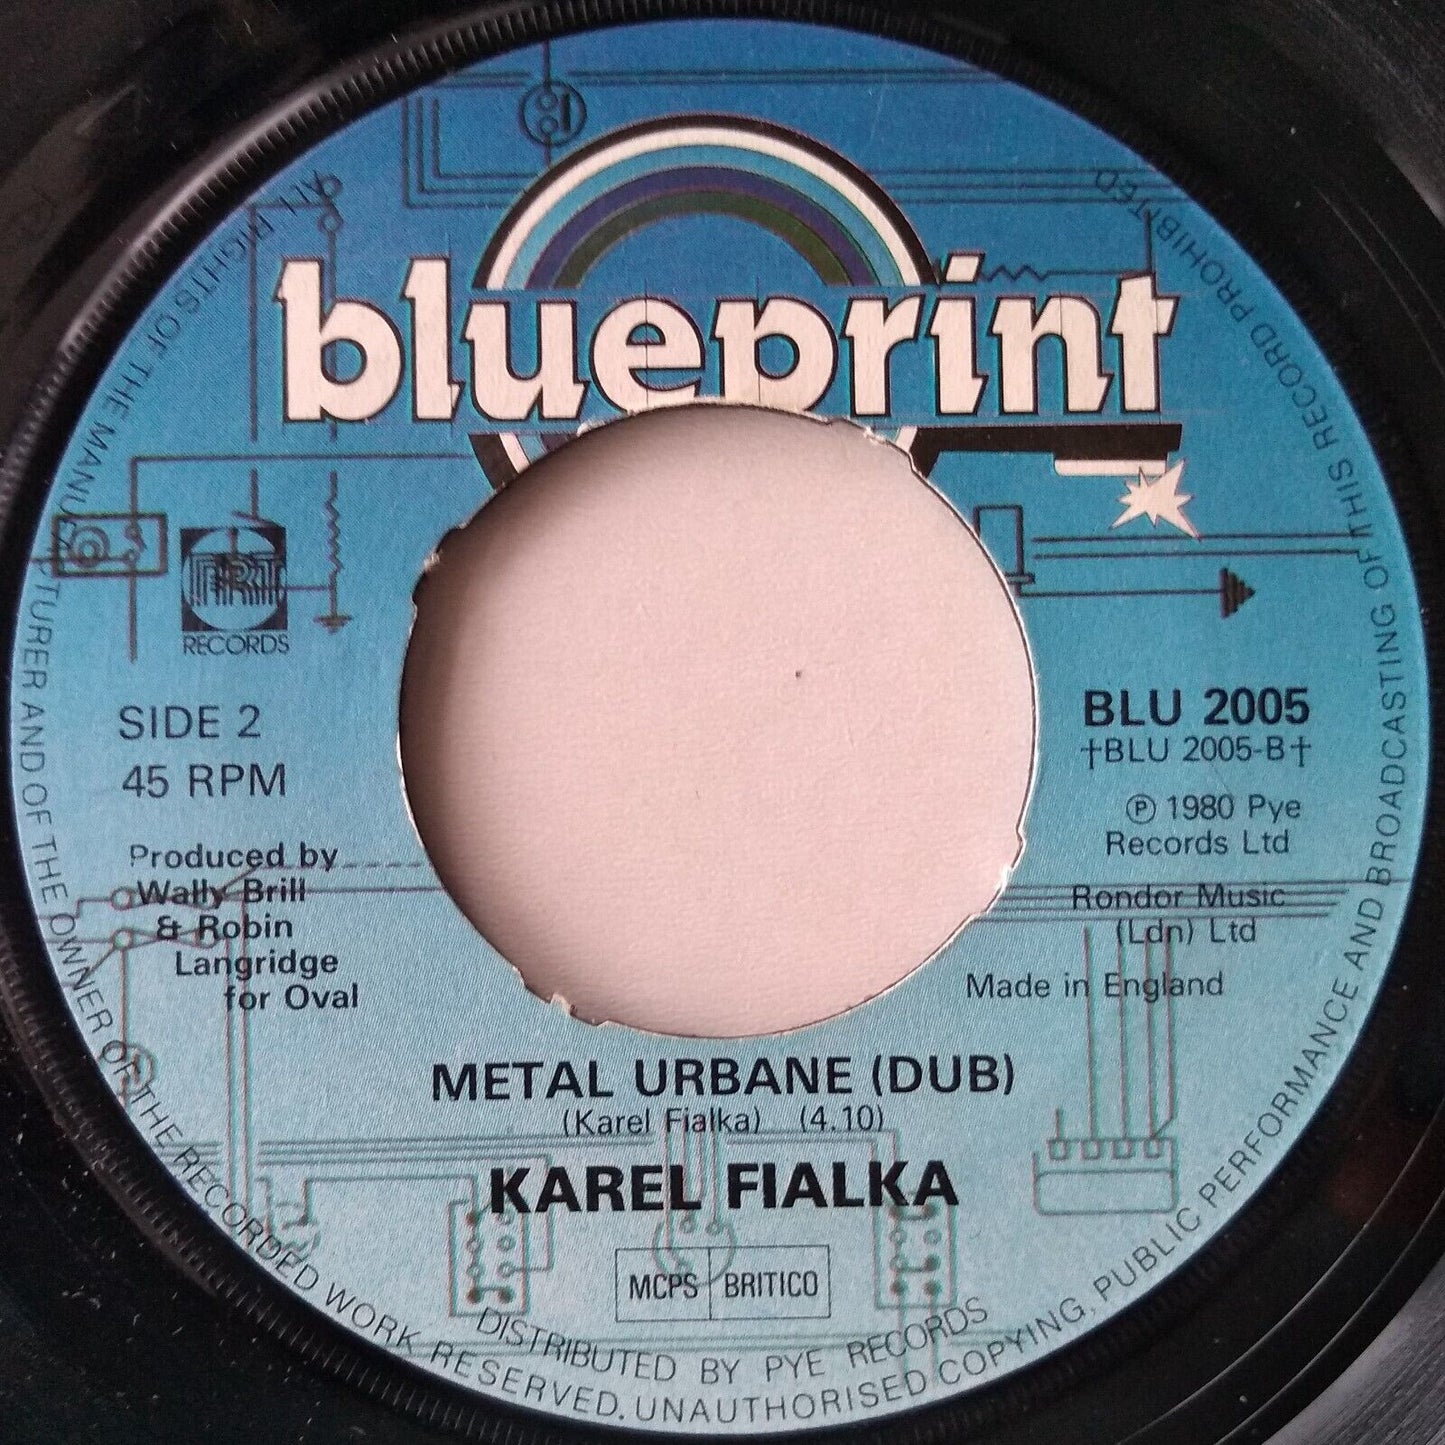 blueprint
PRT
RECORDS
SIDE 2
45 RPM
Produced by
Wally Brill
& Robin
Langridge
for Oval
BLU 2005
†BLU 2005-B†
℗ 1980 Pye
Records Ltd
Rondor Music
(Ldn) Ltd
Made in England
METAL URBANE (DUB)
(Karel Fialka) (4.10)
KAREL FIALKA
MCPS BRITICO
DISTRIBUTED BY PYE RECORDS
ALL RIGHTS OF THE MANUFACTURER AND OF THE OWNER OF THE RECORDED WORK RESERVED. UNAUTHORISED COPYING, PUBLIC PERFORMANCE AND BROADCASTING OF THIS RECORD PROHIBITED